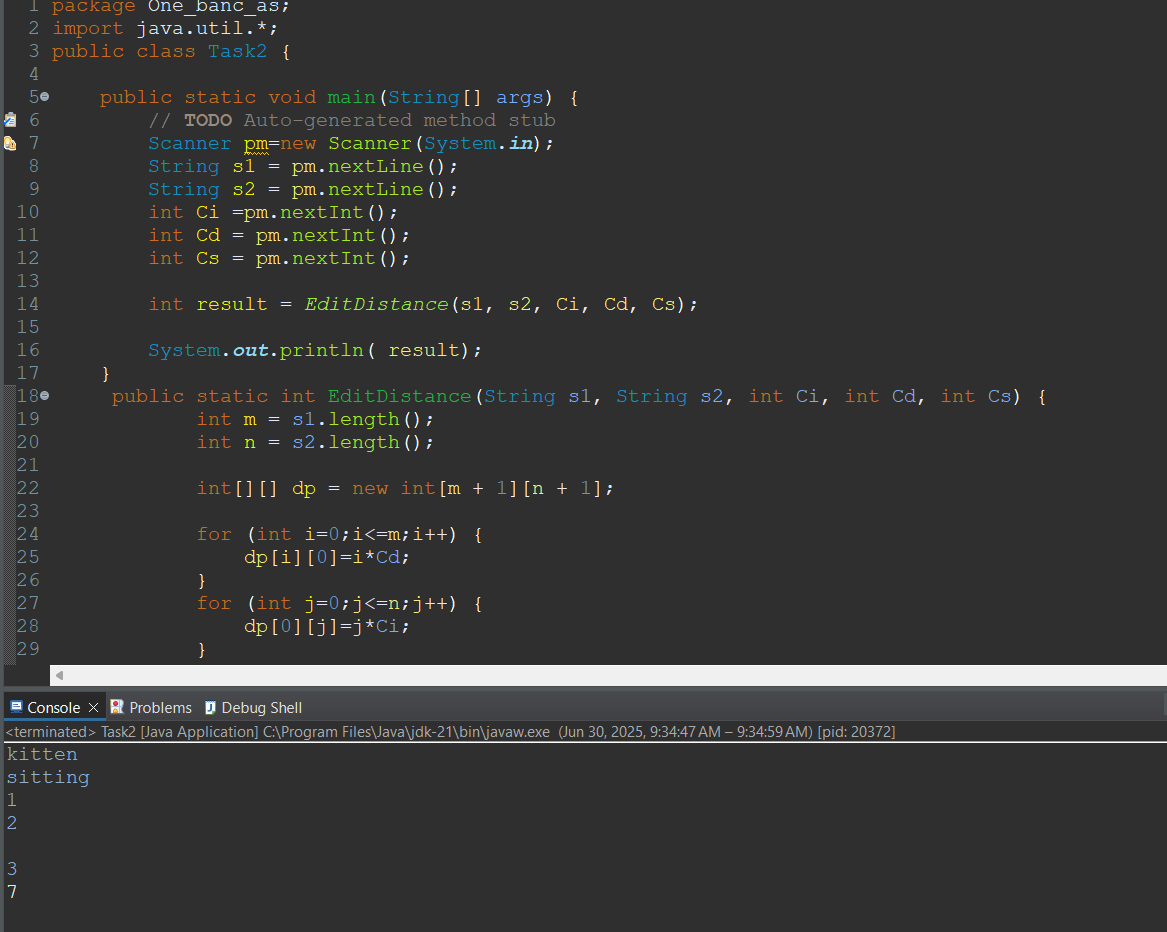 1 package One_banc_as;
2 import java.util.*;
3 public class Task2 {
4
5 public static void main(String[] args) {
6 // TODO Auto-generated method stub
7 Scanner pm=new Scanner(System.in);
8 String s1 = pm.nextLine();
9 String s2 = pm.nextLine();
10 int Ci =pm.nextInt();
11 int Cd = pm.nextInt();
12 int Cs = pm.nextInt();
13
14 int result = EditDistance(s1, s2, Ci, Cd, Cs);
15
16 System.out.println( result);
17 }
18 public static int EditDistance(String s1, String s2, int Ci, int Cd, int Cs) {
19 int m = s1.length();
20 int n = s2.length();
21
22 int[][] dp = new int[m + 1][n + 1];
23
24 for (int i=0;i<=m;i++) {
25 dp[i][0]=i*Cd;
26 }
27 for (int j=0;j<=n;j++) {
28 dp[0][j]=j*Ci;
29 }
Console Problems Debug Shell
<terminated> Task2 [Java Application] C:\Program Files\Java\jdk-21\bin\javaw.exe (Jun 30, 2025, 9:34:47 AM – 9:34:59 AM) [pid: 20372]
kitten
sitting
1
2
3
7